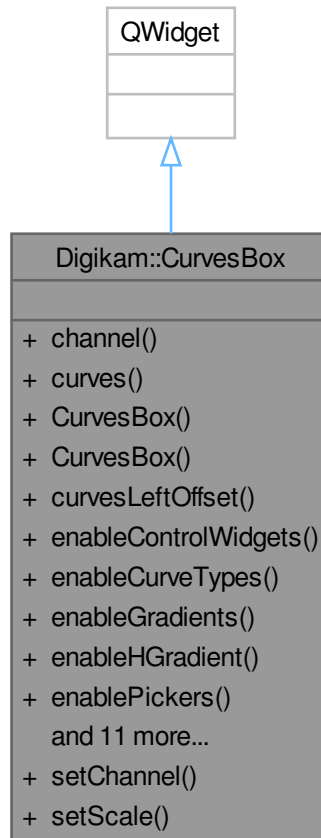 QWidget
Digikam::CurvesBox
+ channel()
+ curves()
+ CurvesBox()
+ CurvesBox()
+ curvesLeftOffset()
+ enableControlWidgets()
+ enableCurveTypes()
+ enableGradients()
+ enableHGradient()
+ enablePickers()
and 11 more...
+ setChannel()
+ setScale()